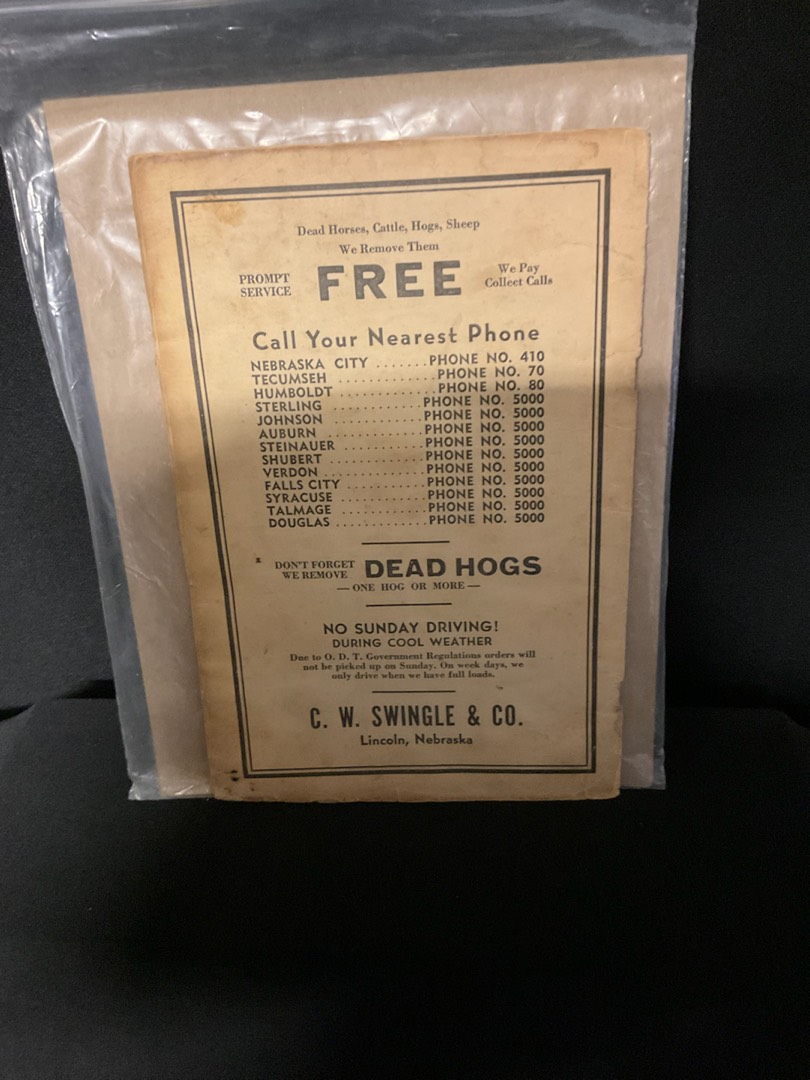 Dead Horses, Cattle, Hogs, Sheep
We Remove Them
PROMPT SERVICE FREE We Pay Collect Calls
Call Your Nearest Phone
NEBRASKA CITY ....... PHONE NO. 410
TECUMSEH ............ PHONE NO. 70
HUMBOLDT ............ PHONE NO. 80
STERLING ........... PHONE NO. 5000
JOHNSON ............ PHONE NO. 5000
AUBURN ............ PHONE NO. 5000
STEINAUER .......... PHONE NO. 5000
SHUBERT ............ PHONE NO. 5000
VERDON ............ PHONE NO. 5000
FALLS CITY .......... PHONE NO. 5000
SYRACUSE ........... PHONE NO. 5000
TALMAGE ........... PHONE NO. 5000
DOUGLAS ............ PHONE NO. 5000
DON'T FORGET WE REMOVE DEAD HOGS
— ONE HOG OR MORE —
NO SUNDAY DRIVING!
DURING COOL WEATHER
Due to O. D. T. Government Regulations orders will
not be picked up on Sunday. On week days, we
only drive when we have full loads.
C. W. SWINGLE & CO.
Lincoln, Nebraska